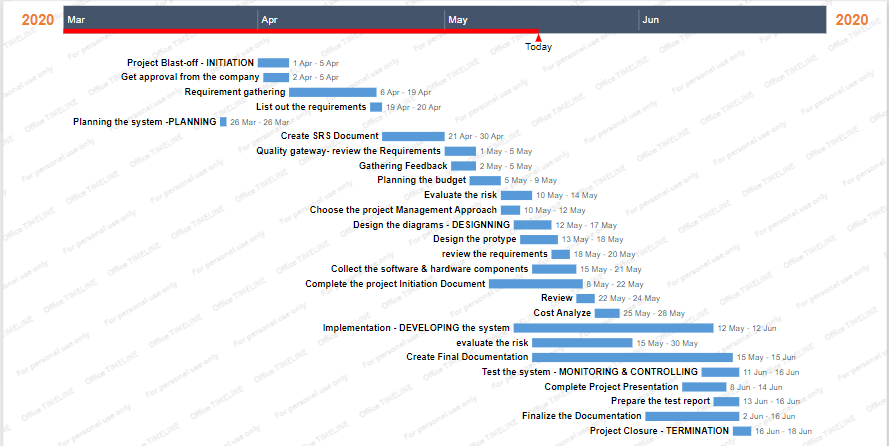 2020 Mar Apr May Jun 2020
Today
Project Blast-off - INITIATION 1 Apr - 5 Apr
Get approval from the company 2 Apr - 5 Apr
Requirement gathering 6 Apr - 19 Apr
List out the requirements 19 Apr - 20 Apr
Planning the system -PLANNING 26 Mar - 26 Mar
Create SRS Document 21 Apr - 30 Apr
Quality gateway- review the Requirements 1 May - 5 May
Gathering Feedback 2 May - 5 May
Planning the budget 5 May - 9 May
Evaluate the risk 10 May - 14 May
Choose the project Management Approach 10 May - 12 May
Design the diagrams - DESIGNNING 12 May - 17 May
Design the protype 13 May - 18 May
review the requirements 18 May - 20 May
Collect the software & hardware components 15 May - 21 May
Complete the project Initiation Document 8 May - 22 May
Review 22 May - 24 May
Cost Analyze 25 May - 28 May
Implementation - DEVELOPING the system 12 May - 12 Jun
evaluate the risk 15 May - 30 May
Create Final Documentation 15 May - 15 Jun
Test the system - MONITORING & CONTROLLING 11 Jun - 16 Jun
Complete Project Presentation 8 Jun - 14 Jun
Prepare the test report 13 Jun - 16 Jun
Finalize the Documentation 2 Jun - 16 Jun
Project Closure - TERMINATION 16 Jun - 18 Jun
Office TIMELINE
For personal use only